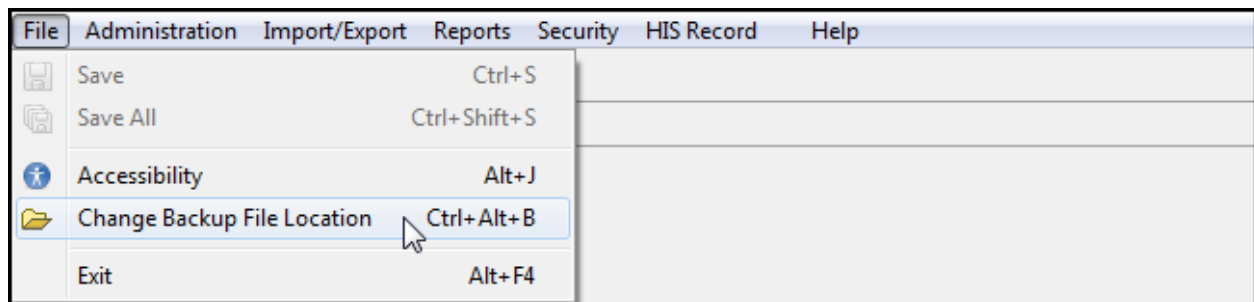 File Administration Import/Export Reports Security HIS Record Help
Save Ctrl+S
Save All Ctrl+Shift+S
Accessibility Alt+J
Change Backup File Location Ctrl+Alt+B
Exit Alt+F4